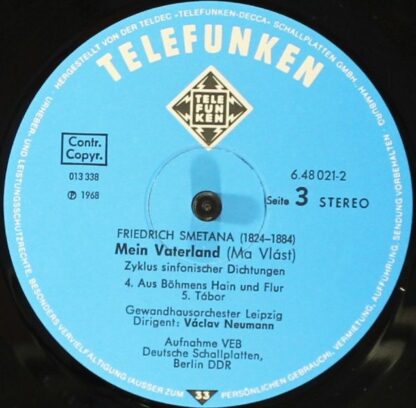 HERGESTELLT VON DER TELDEC »TELEFUNKEN-DECCA« SCHALLPLATTEN GMBH · HAMBURG
TELEFUNKEN
TELE
FUN
KEN
Contr.
Copyr.
013 338
Ⓟ 1968
6.48 021-2
Seite 3 STEREO
FRIEDRICH SMETANA (1824–1884)
Mein Vaterland (Ma Vlást)
Zyklus sinfonischer Dichtungen
4. Aus Böhmens Hain und Flur
5. Tábor
Gewandhausorchester Leipzig
Dirigent: Václav Neumann
Aufnahme VEB
Deutsche Schallplatten,
Berlin DDR
URHEBER- UND LEISTUNGSSCHUTZRECHTE, BESONDERS VERVIELFÄLTIGUNG (AUSSER ZUM PERSÖNLICHEN GEBRAUCH), VERMIETUNG, AUFFÜHRUNG, SENDUNG VORBEHALTEN
33